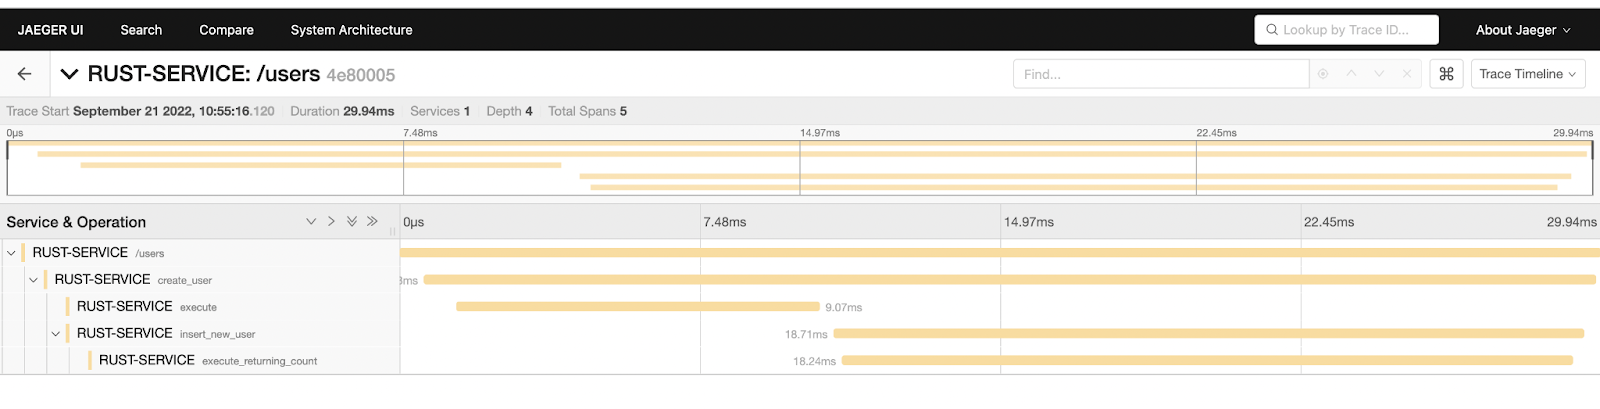 JAEGER UI Search Compare System Architecture Lookup by Trace ID... About Jaeger
RUST-SERVICE: /users 4e80005 Find... Trace Timeline
Trace Start September 21 2022, 10:55:16.120 Duration 29.94ms Services 1 Depth 4 Total Spans 5
0μs 7.48ms 14.97ms 22.45ms 29.94ms
Service & Operation 0μs 7.48ms 14.97ms 22.45ms 29.94ms
RUST-SERVICE /users
RUST-SERVICE create_user
RUST-SERVICE execute 9.07ms
RUST-SERVICE insert_new_user 18.71ms
RUST-SERVICE execute_returning_count 18.24ms